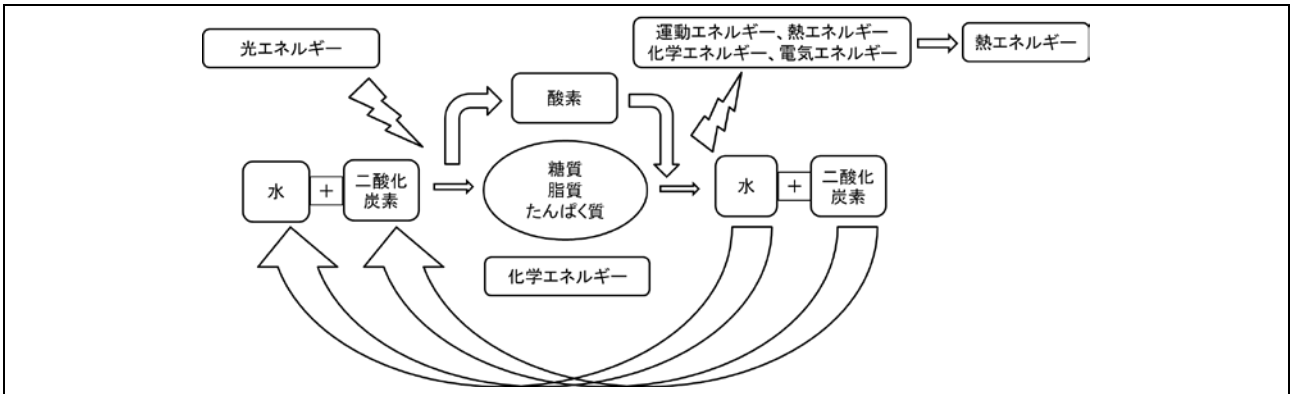 光エネルギー
運動エネルギー、熱エネルギー
化学エネルギー、電気エネルギー
熱エネルギー
酸素
水
+
二酸化
炭素
糖質
脂質
たんぱく質
水
+
二酸化
炭素
化学エネルギー